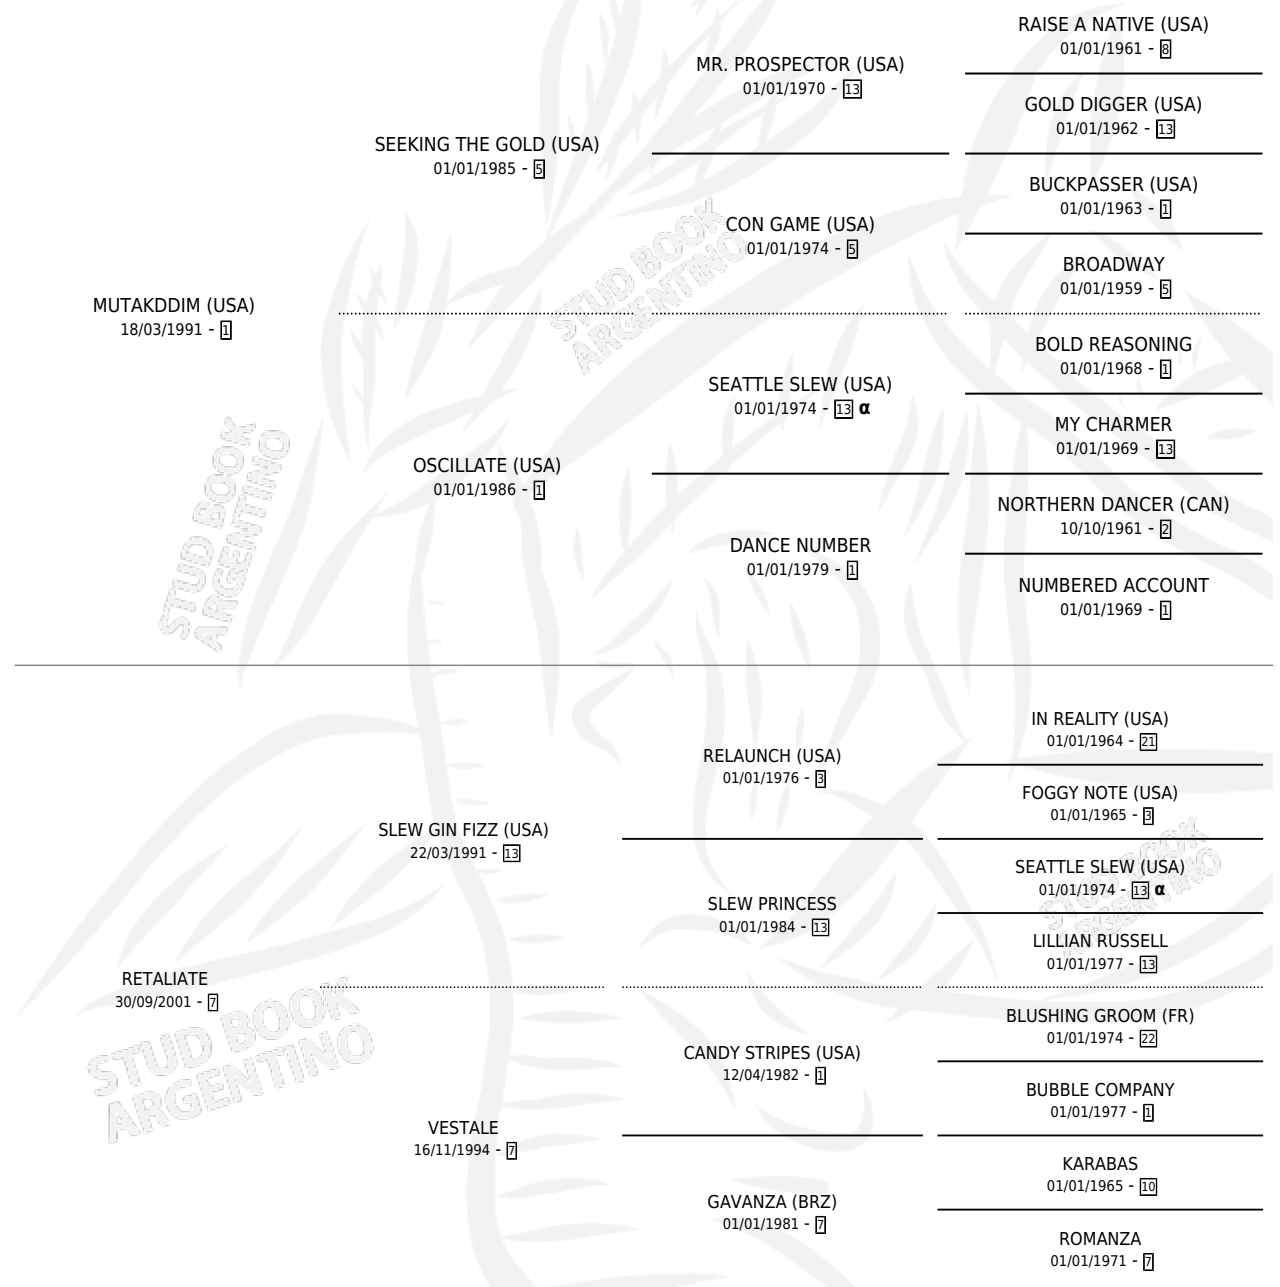 RAISE A NATIVE (USA)
01/01/1961 - 8
MR. PROSPECTOR (USA)
01/01/1970 - 13
GOLD DIGGER (USA)
01/01/1962 - 13
SEEKING THE GOLD (USA)
01/01/1985 - 5
BUCKPASSER (USA)
01/01/1963 - 1
CON GAME (USA)
01/01/1974 - 5
BROADWAY
01/01/1959 - 5
STUD BOOK
ARGENTINO
MUTAKDDIM (USA)
18/03/1991 - 1
BOLD REASONING
01/01/1968 - 1
SEATTLE SLEW (USA)
01/01/1974 - 13 α
MY CHARMER
01/01/1969 - 13
OSCILLATE (USA)
01/01/1986 - 1
NORTHERN DANCER (CAN)
10/10/1961 - 2
DANCE NUMBER
01/01/1979 - 1
NUMBERED ACCOUNT
01/01/1969 - 1
STUD BOOK
ARGENTINO
IN REALITY (USA)
01/01/1964 - 21
RELAUNCH (USA)
01/01/1976 - 3
FOGGY NOTE (USA)
01/01/1965 - 3
SLEW GIN FIZZ (USA)
22/03/1991 - 13
SEATTLE SLEW (USA)
01/01/1974 - 13 α
SLEW PRINCESS
01/01/1984 - 13
LILLIAN RUSSELL
01/01/1977 - 13
STUD BOOK
ARGENTINO
RETALIATE
30/09/2001 - 7
BLUSHING GROOM (FR)
01/01/1974 - 22
CANDY STRIPES (USA)
12/04/1982 - 1
BUBBLE COMPANY
01/01/1977 - 1
STUD BOOK
ARGENTINO
VESTALE
16/11/1994 - 7
KARABAS
01/01/1965 - 10
GAVANZA (BRZ)
01/01/1981 - 7
ROMANZA
01/01/1971 - 7